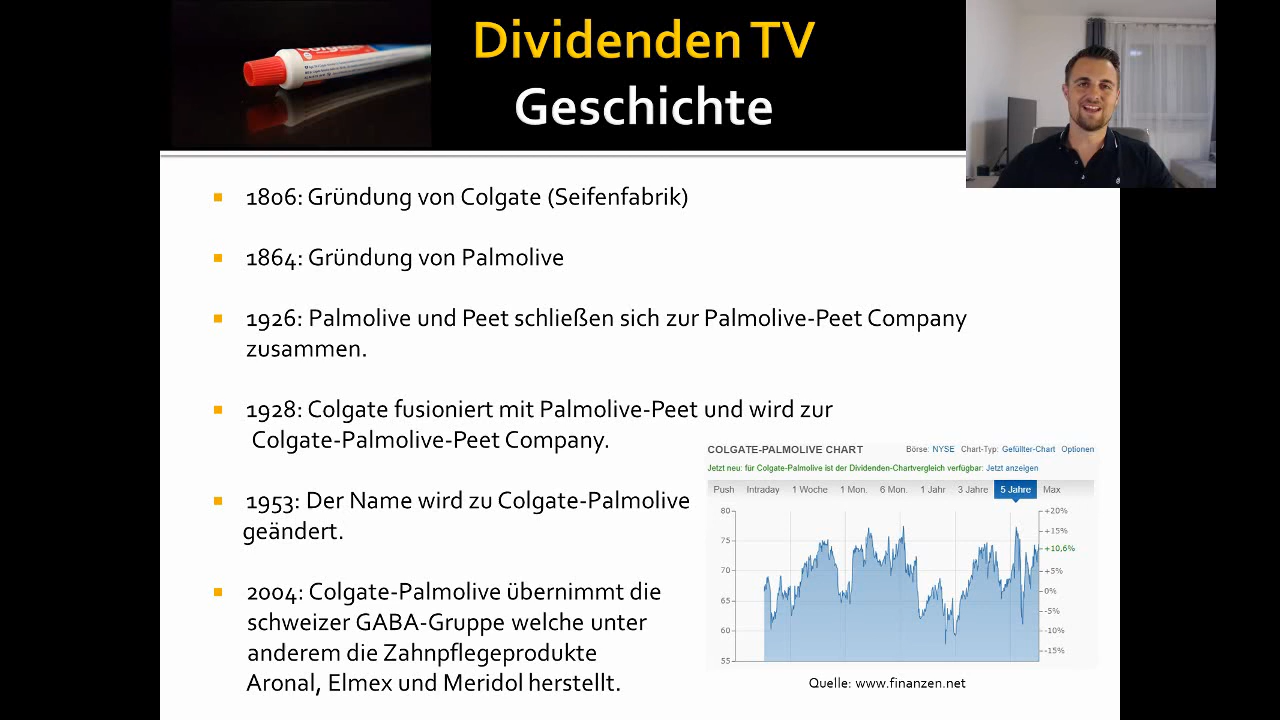 Colgate
Dividenden TV
Geschichte
1806: Gründung von Colgate (Seifenfabrik)
1864: Gründung von Palmolive
1926: Palmolive und Peet schließen sich zur Palmolive-Peet Company
zusammen.
1928: Colgate fusioniert mit Palmolive-Peet und wird zur
Colgate-Palmolive-Peet Company.
1953: Der Name wird zu Colgate-Palmolive
geändert.
2004: Colgate-Palmolive übernimmt die
schweizer GABA-Gruppe welche unter
anderem die Zahnpflegeprodukte
Aronal, Elmex und Meridol herstellt.
COLGATE-PALMOLIVE CHART Börse: NYSE Chart-Typ: Gefüllter-Chart Optionen
Jetzt neu: für Colgate-Palmolive ist der Dividenden-Chartvergleich verfügbar: Jetzt anzeigen
Push Intraday 1 Woche 1 Mon. 6 Mon. 1 Jahr 3 Jahre 5 Jahre Max
80 +20%
75 +15%
+10,6%
70 +5%
65 0%
-5%
60 -10%
-15%
55
Quelle: www.finanzen.net